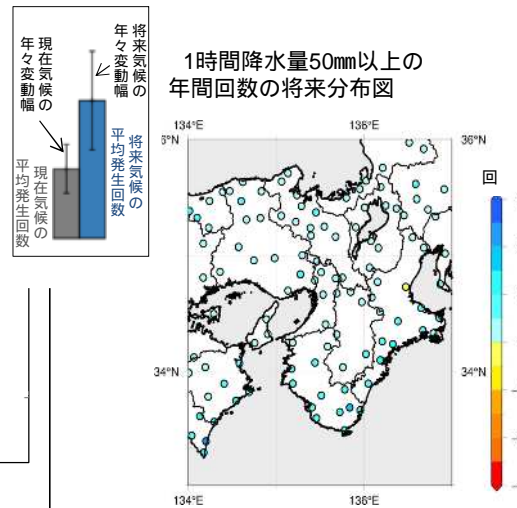 将来気候の
年々変動幅
現在気候の
年々変動幅
将来気候の
平均発生回数
現在気候の
平均発生回数
1時間降水量50㎜以上の
年間回数の将来分布図
134°E
136°E
6°N
36°N
回
34°N
34°N
134°E
136°E